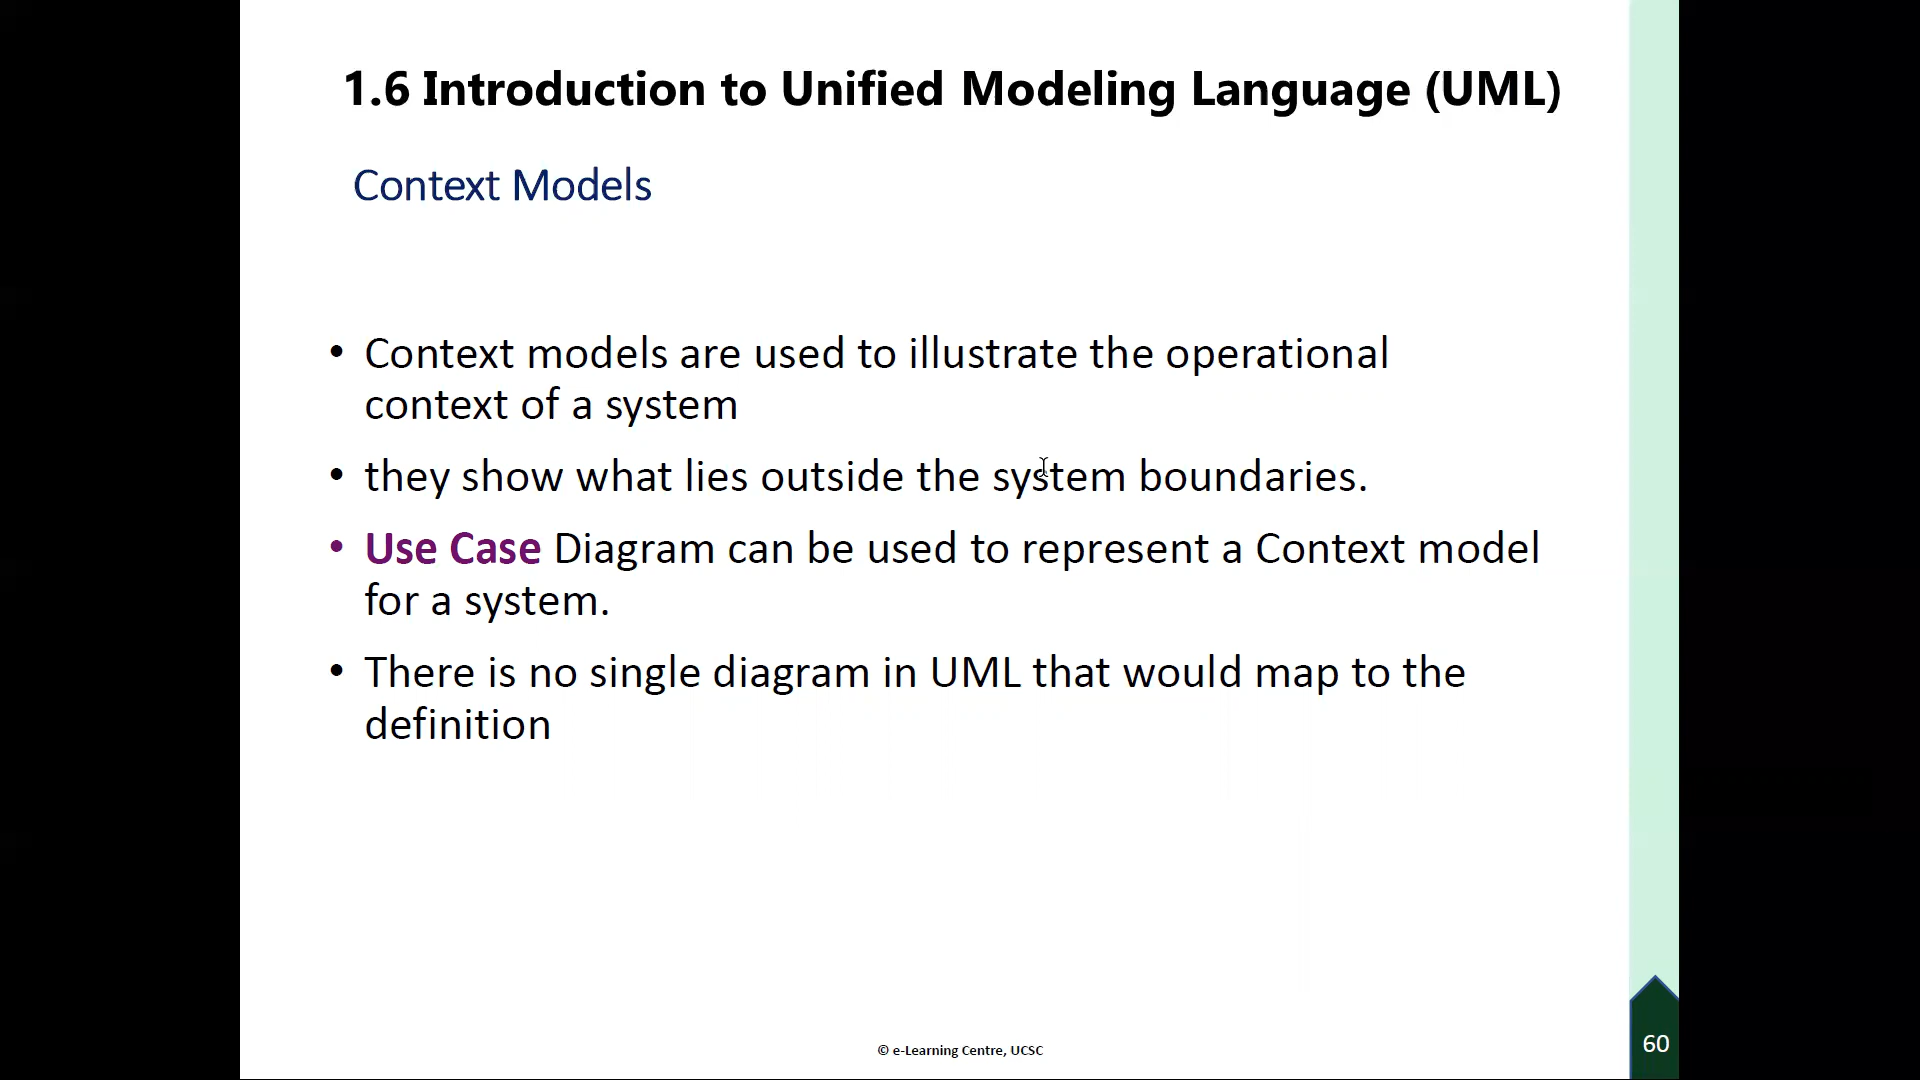 1.6 Introduction to Unified Modeling Language (UML)
Context Models
• Context models are used to illustrate the operational
context of a system
• they show what lies outside the system boundaries.
• Use Case Diagram can be used to represent a Context model
for a system.
• There is no single diagram in UML that would map to the
definition
© e-Learning Centre, UCSC
60